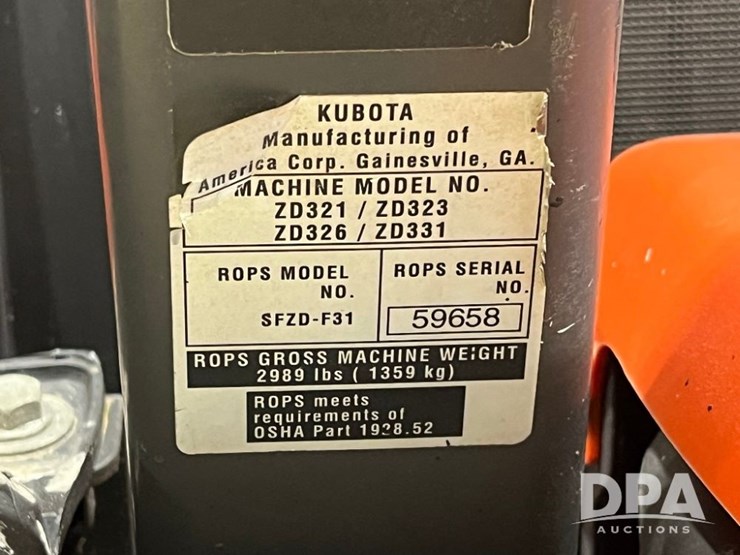 KUBOTA
Manufacturing of
America Corp. Gainesville, GA.
MACHINE MODEL NO.
ZD321 / ZD323
ZD326 / ZD331
ROPS MODEL NO.
SFZD-F31
ROPS SERIAL NO.
59658
ROPS GROSS MACHINE WEIGHT
2989 lbs ( 1359 kg)
ROPS meets
requirements of
OSHA Part 1928.52
DPA
AUCTIONS